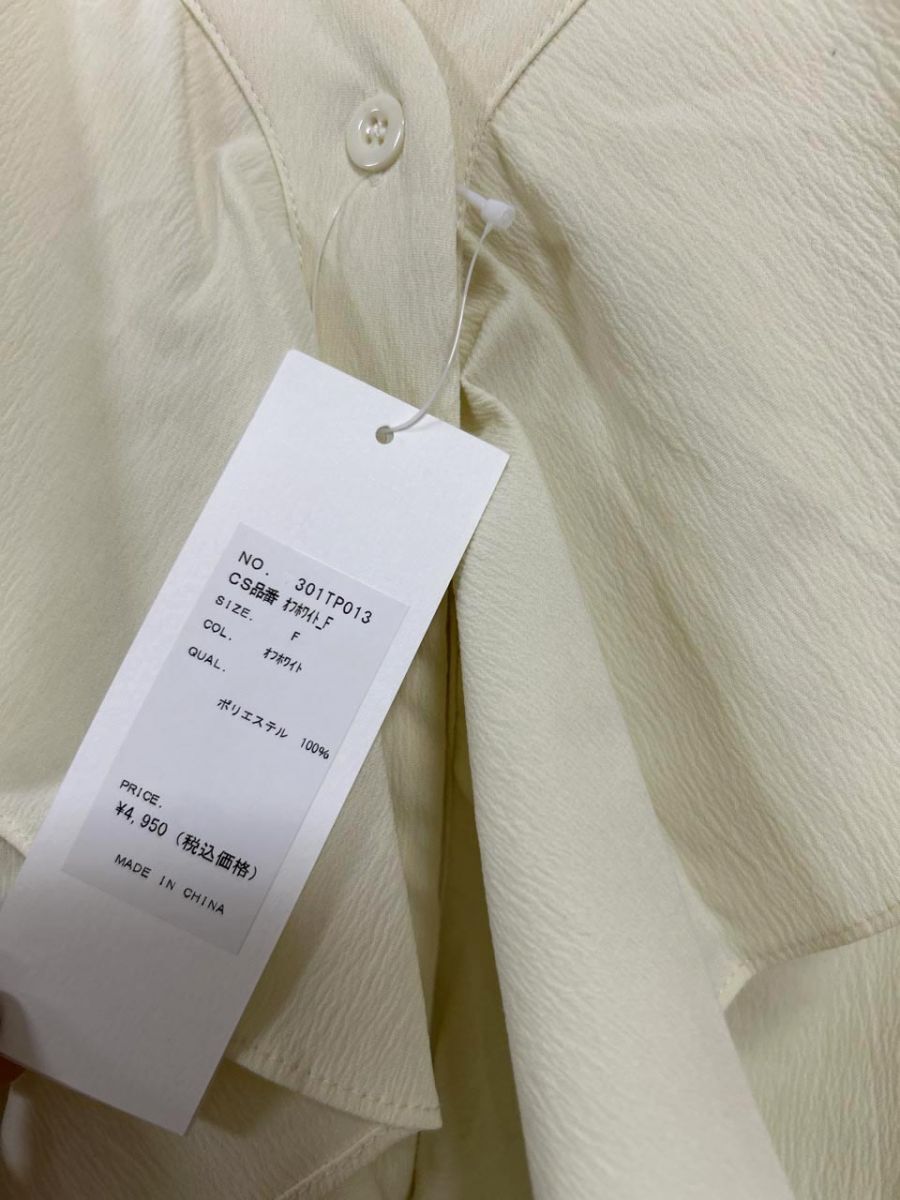 NO. 301TP013
CS品番 ｵﾌﾎﾜｲﾄ_F
SIZE. F
COL. ｵﾌﾎﾜｲﾄ
QUAL.
ポリエステル 100%
PRICE.
¥4,950(税込価格)
MADE IN CHINA